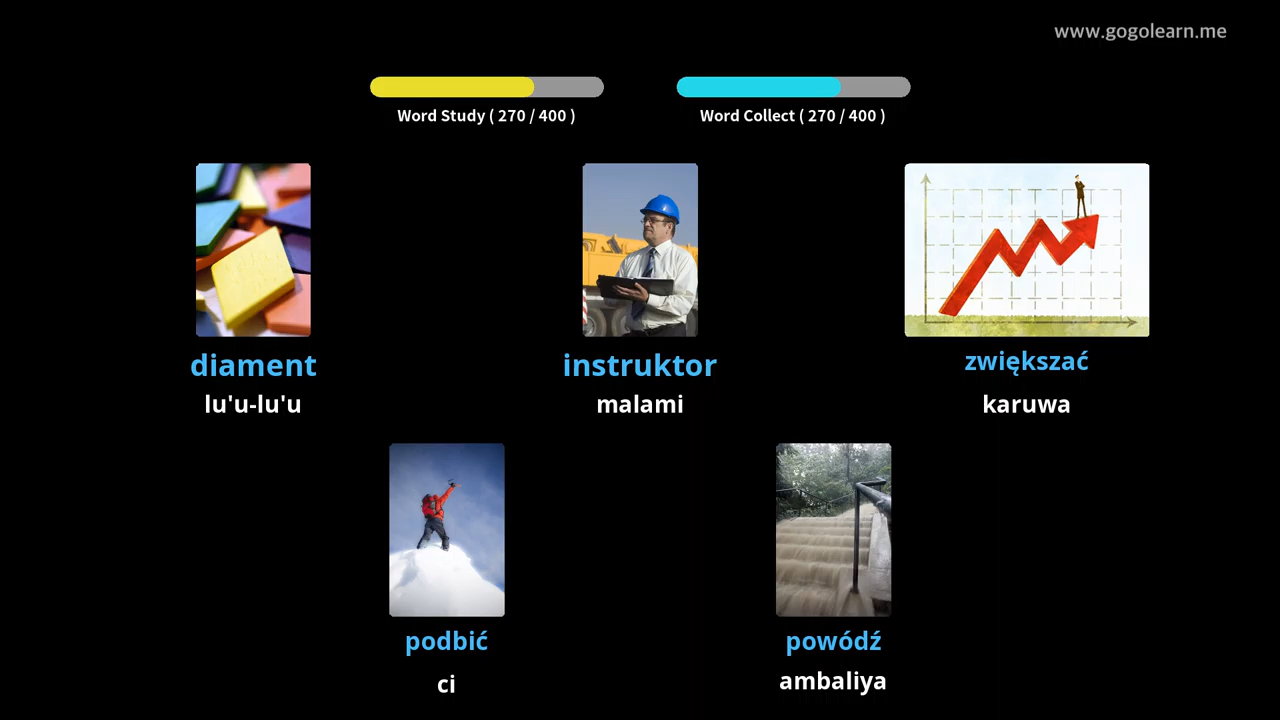 www.gogolearn.me
Word Study ( 270 / 400 )
Word Collect ( 270 / 400 )
diament
lu'u-lu'u
instruktor
malami
zwiększać
karuwa
podbić
ci
powódź
ambaliya